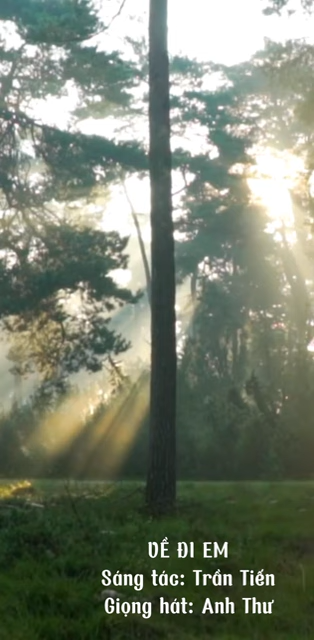 VỀ ĐI EM
Sáng tác: Trần Tiến
Giọng hát: Anh Thư